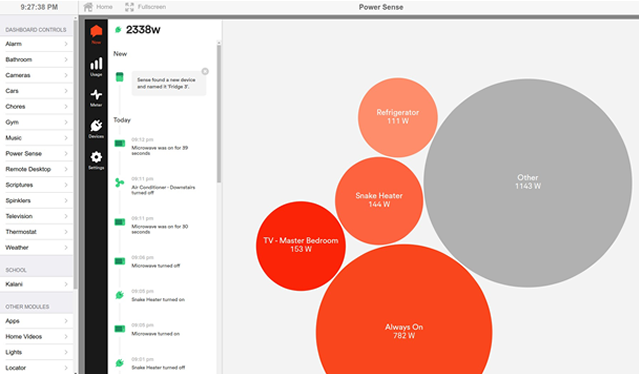 9:27:38 PM
Home
Fullscreen
Power Sense
DASHBOARD CONTROLS
Alarm
Bathroom
Cameras
Cars
Chores
Gym
Music
Power Sense
Remote Desktop
Scriptures
Spinklers
Television
Thermostat
Weather
SCHOOL
Kalani
OTHER MODULES
Apps
Home Videos
Lights
Locator
Now
Usage
Meter
Devices
Settings
2338w
New
Sense found a new device
and named it 'Fridge 3'.
Today
09:12 pm
Microwave was on for 39
seconds
09:11 pm
Air Conditioner - Downstairs
turned off
09:11 pm
Microwave was on for 30
seconds
09:06 pm
Microwave turned off
09:05 pm
Snake Heater turned on
09:05 pm
Microwave turned on
09:01 pm
Snake Heater turned off
Refrigerator
111 W
Other
1143 W
Snake Heater
144 W
TV - Master Bedroom
153 W
Always On
782 W